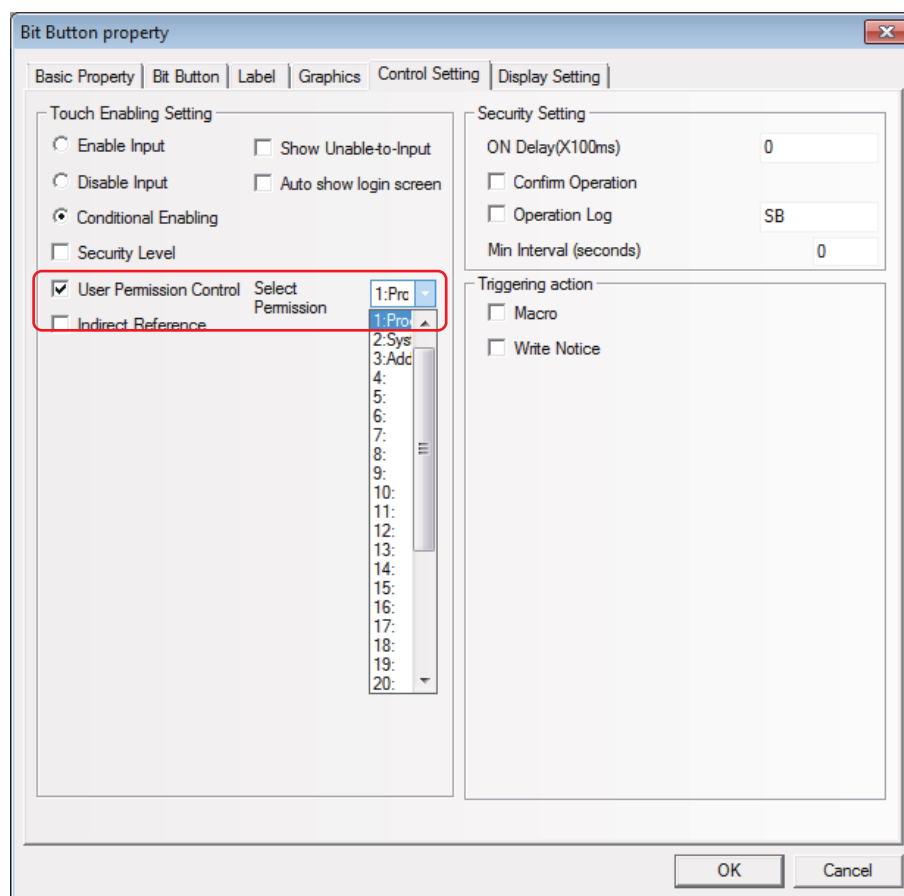 Bit Button property
Basic Property Bit Button Label Graphics Control Setting Display Setting
Touch Enabling Setting
Enable Input Show Unable-to-Input
Disable Input Auto show login screen
Conditional Enabling
Security Level
User Permission Control Select Permission 1:Prc
Indirect Reference
1:Pro
2:Sys
3:Add
4:
5:
6:
7:
8:
9:
10:
11:
12:
13:
14:
15:
16:
17:
18:
19:
20:
Security Setting
ON Delay(X100ms) 0
Confirm Operation
Operation Log SB
Min Interval (seconds) 0
Triggering action
Macro
Write Notice
OK Cancel